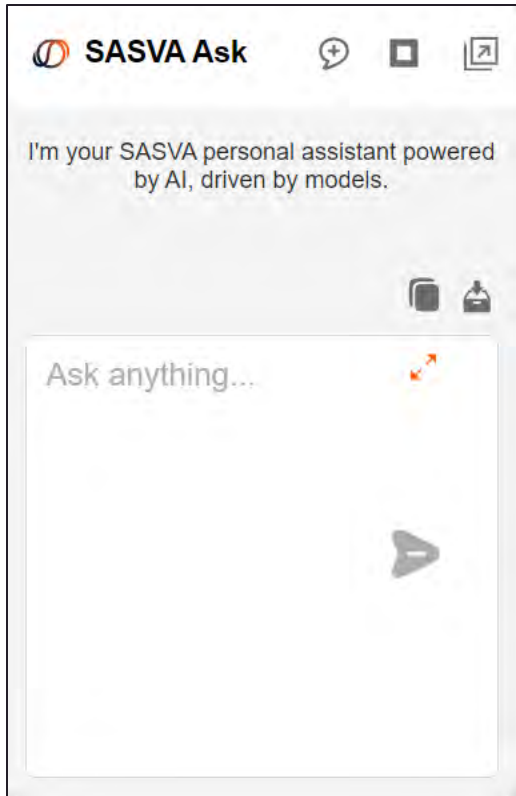 SASVA Ask
I'm your SASVA personal assistant powered
by AI, driven by models.
Ask anything...